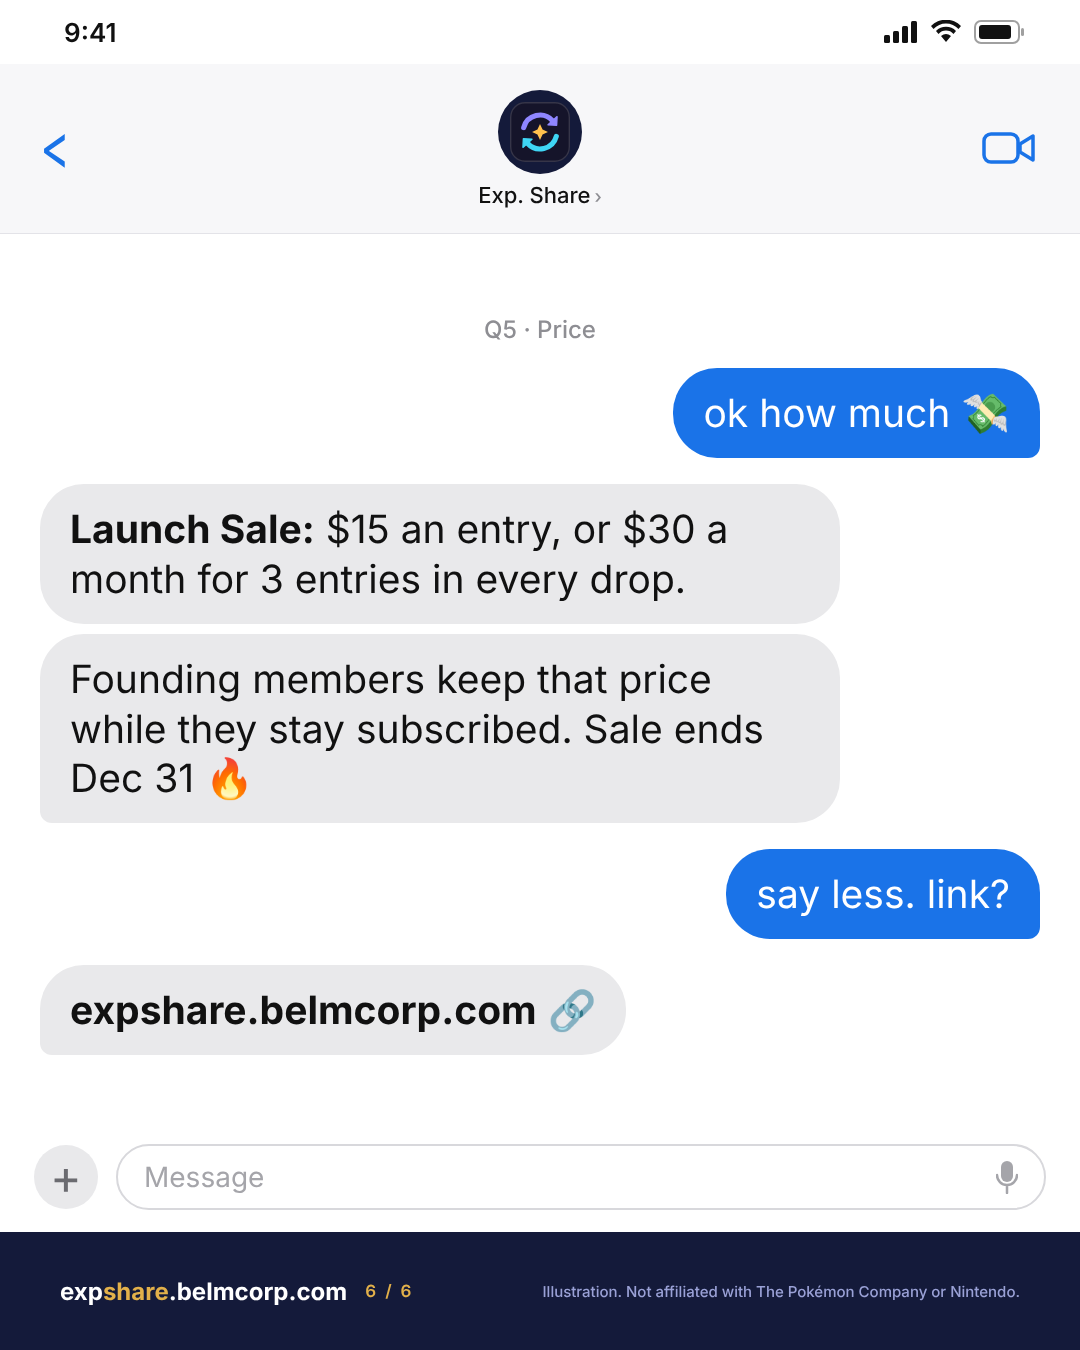 9:41
Exp. Share ›
Q5 · Price
ok how much 💸
Launch Sale: $15 an entry, or $30 a
month for 3 entries in every drop.
Founding members keep that price
while they stay subscribed. Sale ends
Dec 31 🔥
say less. link?
expshare.belmcorp.com 🔗
Message
expshare.belmcorp.com 6 / 6
Illustration. Not affiliated with The Pokémon Company or Nintendo.